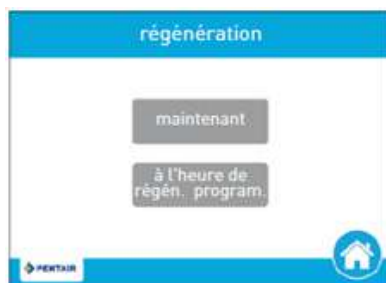 régénération
maintenant
à l'heure de
régén. program.
PENTAIR